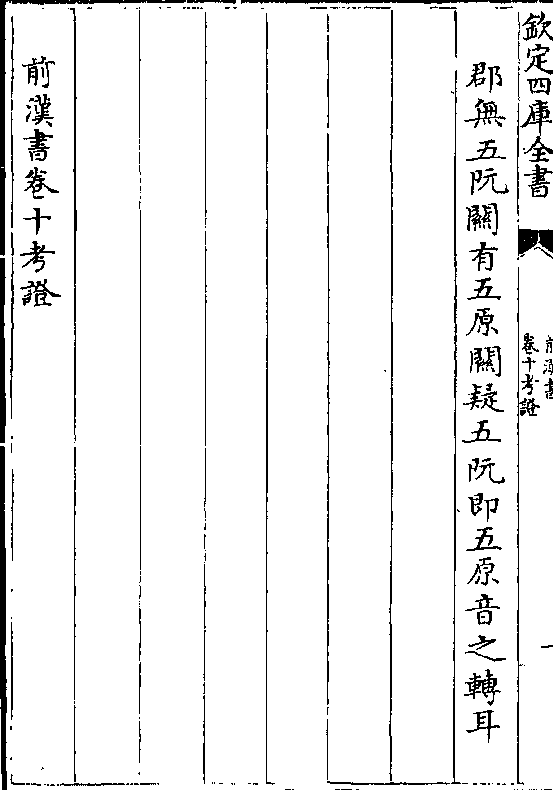 欽定四庫全書
前漢書
卷十考證
一
郡無五阮關有五原關疑五阮即五原音之轉耳
前漢書卷十考證